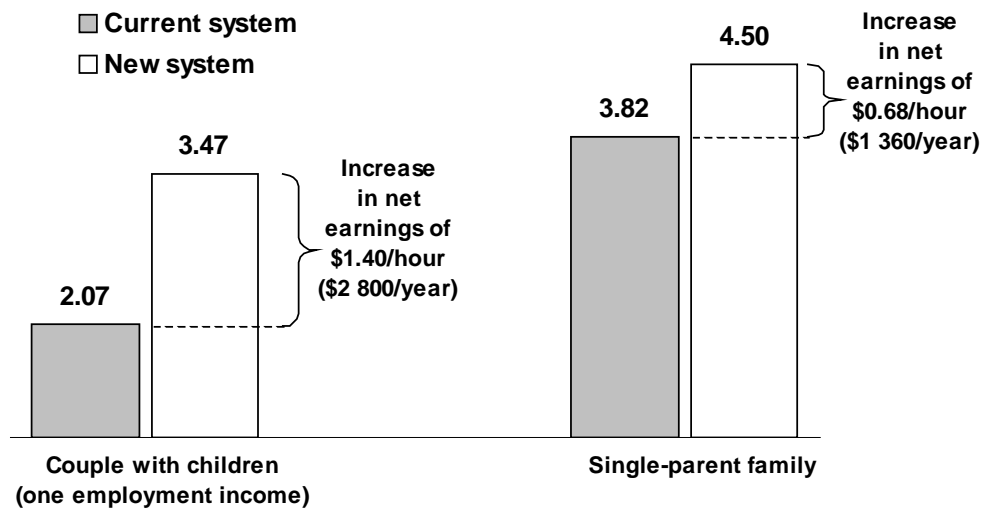 Current system
New system
2.07
3.47
Increase
in net
earnings of
$1.40/hour
($2 800/year)
3.82
4.50
Increase
in net
earnings of
$0.68/hour
($1 360/year)
Couple with children
(one employment income)
Single-parent family